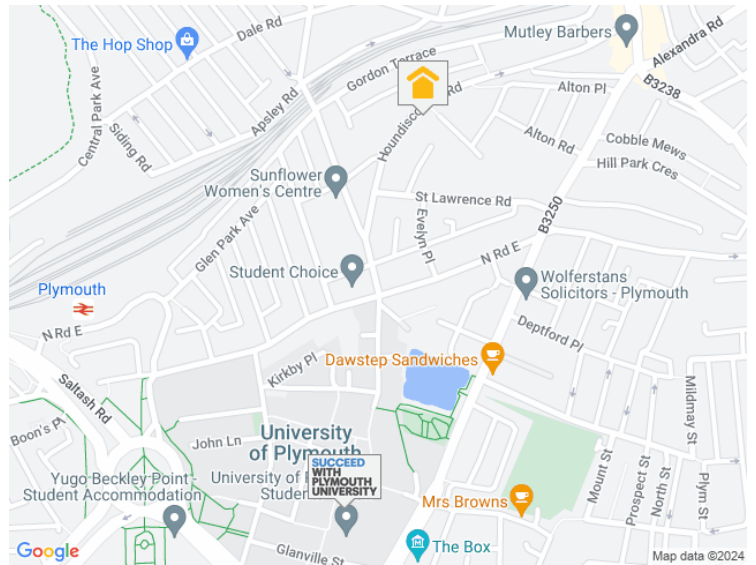 Dale Rd
The Hop Shop
Mutley Barbers
Alexandra Rd
Gordon Terrace
B3238
Central Park Ave
Siding Rd
Apsley Rd
Alton Pl
Alton Rd
Cobble Mews
Hill Park Cres
Sunflower
Women's Centre
St Lawrence Rd
Evelyn Pl
B3250
Glen Park Ave
N Rd E
Student Choice
Wolferstans
Solicitors - Plymouth
Plymouth
N Rd E
Deptford Pl
Dawstep Sandwiches
Kirkby Pl
Saltash Rd
Mildmay St
Boon's Pl
John Ln
University
of Plymouth
SUCCEED
WITH
PLYMOUTH
UNIVERSITY
University of
Yugo Beckley Point -
Student Accommodation
Mount St
Prospect St
North St
Plym St
Mrs Browns
Glanville St
The Box
Google
Map data ©2024